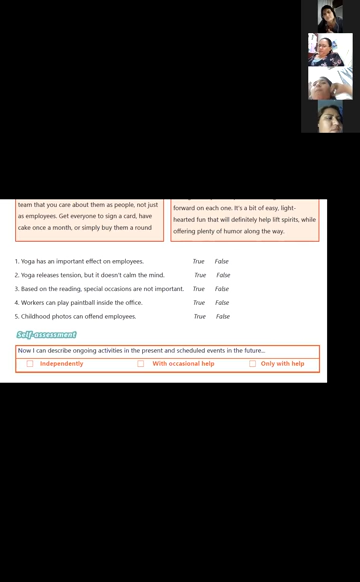 team that you care about them as people, not just
as employees. Get everyone to sign a card, have
cake once a month, or simply buy them a round
forward on each one. It's a bit of easy, light-
hearted fun that will definitely help lift spirits, while
offering plenty of humor along the way.
1. Yoga has an important effect on employees. True False
2. Yoga releases tension, but it doesn't calm the mind. True False
3. Based on the reading, special occasions are not important. True False
4. Workers can play paintball inside the office. True False
5. Childhood photos can offend employees. True False
Self-assessment
Now I can describe ongoing activities in the present and scheduled events in the future...
Independently With occasional help Only with help